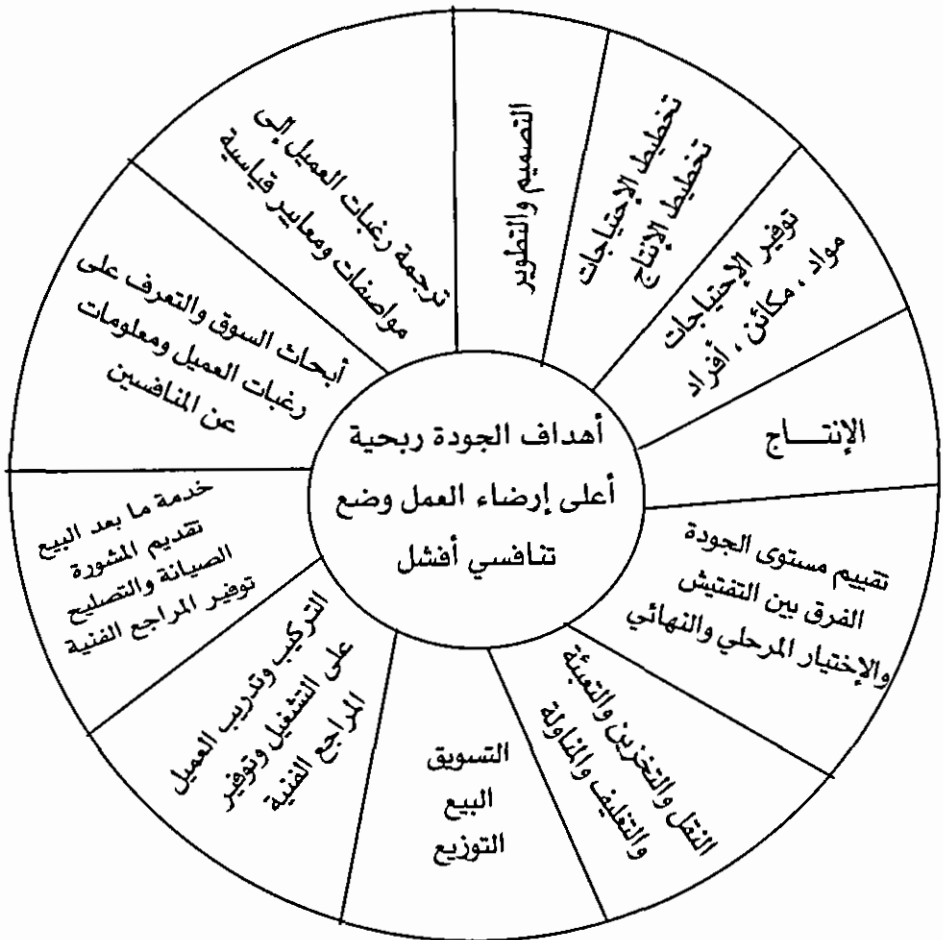 أهداف الجودة ربحية
أعلى إرضاء العمل وضع
تنافسي أفشل
أبحاث السوق والتعرف على
رغبات العميل ومعلومات
عن المنافسين
ترجمة رغبات العميل إلى
مواصفات ومعايير قياسية
التصميم والتطوير
تخطيط الإحتياجات
تخطيط الإنتاج
توفير الإحتياجات
مواد ، مكائن ، أفراد
الإنتـــاج
تقييم مستوى الجودة
الفرق بين التفتيش
والإختيار المرحلي والنهائي
النقل والتخزين والتعبئة
والتغليف والمناولة
التسويق
البيع
التوزيع
التركيب وتدريب العميل
على التشغيل وتوفير
المراجع الفنية
خدمة ما بعد البيع
تقديم المشورة
الصيانة والتصليح
توفير المراجع الفنية